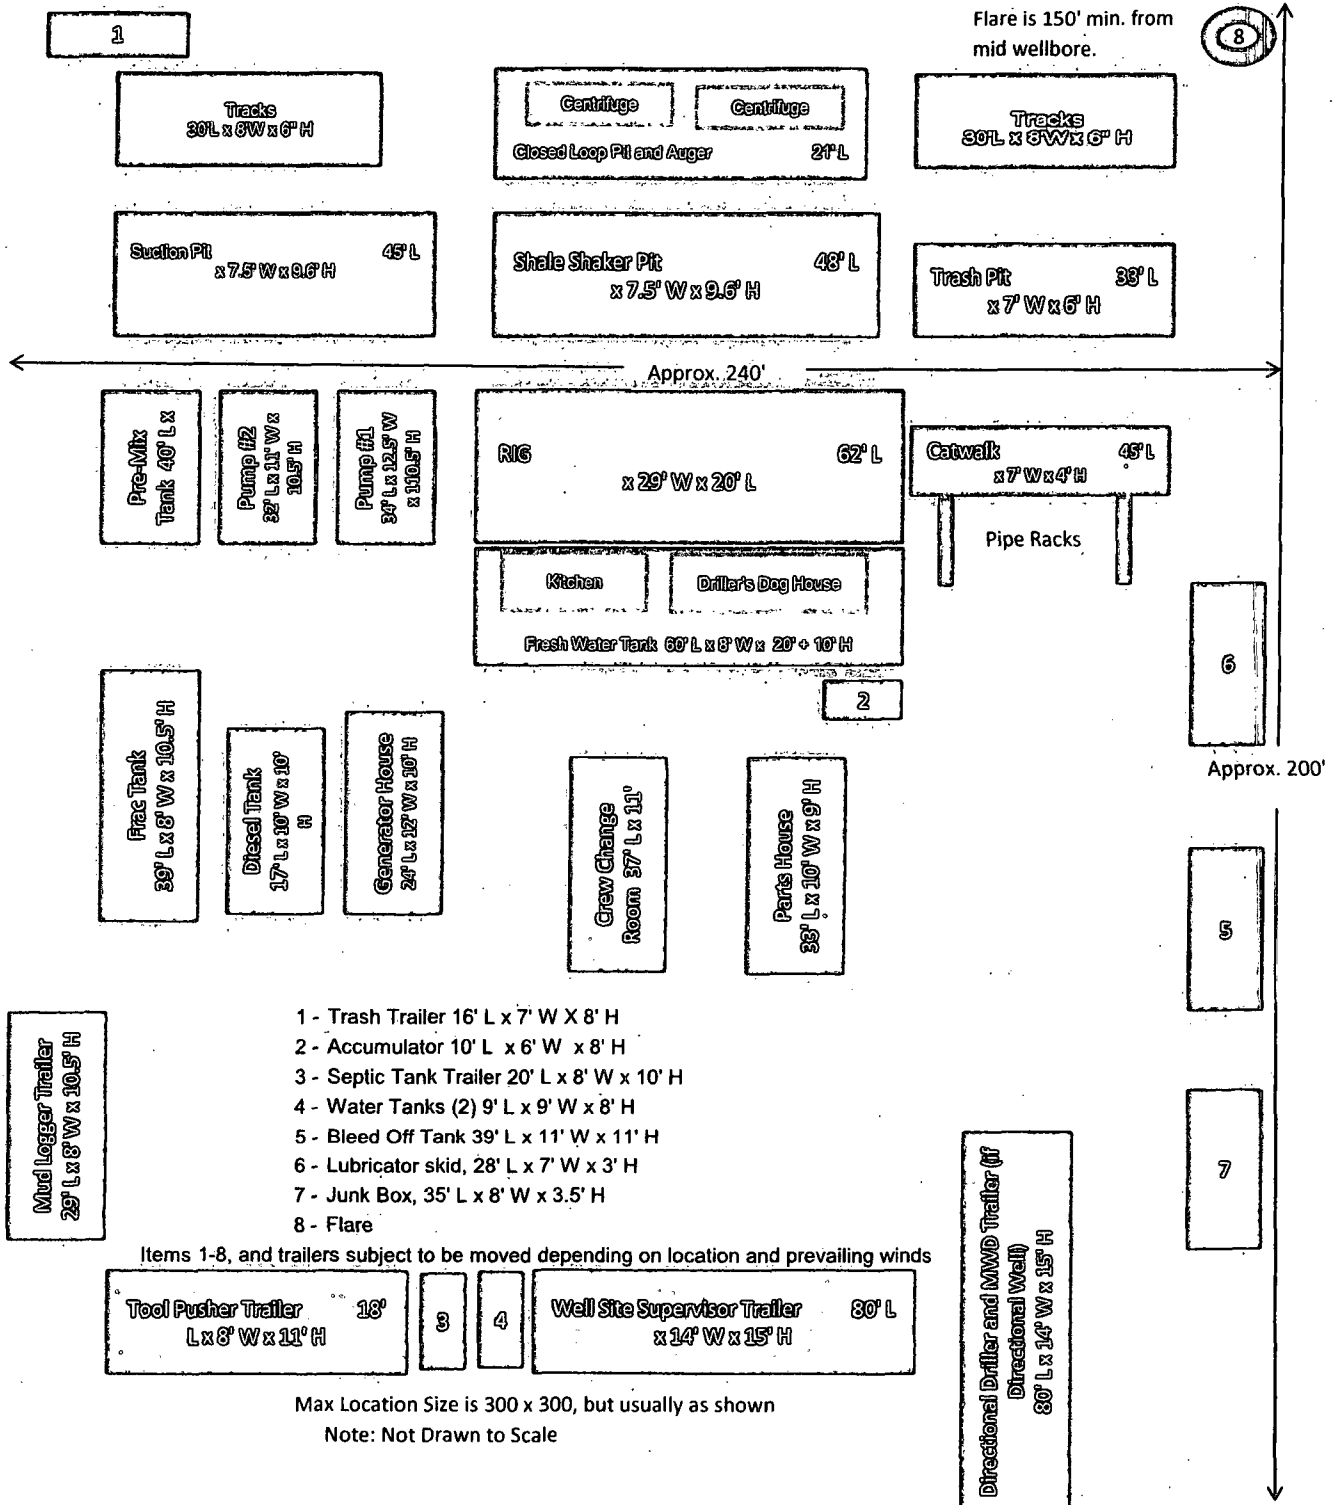 1
Flare is 150' min. from
mid wellbore.
8
Tracks
30'L x 8'W x 6" H
Centrifuge
Centrifuge
Closed Loop Pit and Auger 21' L
Tracks
30'L x 8'W x 6" H
Suction Pit 45' L
x 7.5' W x 9.6' H
Shale Shaker Pit 48' L
x 7.5' W x 9.6' H
Trash Pit 33' L
x 7' W x 6' H
Approx. 240'
Pre-Mix
Tank 40' L x
Pump #2
32' L x 11' W x
10.5' H
Pump #1
34' L x 12.5' W
x 110.5' H
RIG 62' L
x 29' W x 20' L
Catwalk 45' L
x 7' W x 4' H
Pipe Racks
Kitchen
Driller's Dog House
Fresh Water Tank 60' L x 8' W x 20' + 10' H
2
6
Approx. 200'
Frac Tank
39' L x 8' W x 10.5' H
Diesel Tank
17' L x 10' W x 10'
H
Generator House
24' L x 12' W x 10' H
Crew Change
Room 37' L x 11'
Parts House
33' L x 10' W x 9' H
5
Mud Logger Trailer
29' L x 8' W x 10.5' H
1 - Trash Trailer 16' L x 7' W X 8' H
2 - Accumulator 10' L x 6' W x 8' H
3 - Septic Tank Trailer 20' L x 8' W x 10' H
4 - Water Tanks (2) 9' L x 9' W x 8' H
5 - Bleed Off Tank 39' L x 11' W x 11' H
6 - Lubricator skid, 28' L x 7' W x 3' H
7 - Junk Box, 35' L x 8' W x 3.5' H
8 - Flare
Items 1-8, and trailers subject to be moved depending on location and prevailing winds
7
Directional Driller and MWD Trailer (if
Directional Well)
80' L x 14' W x 15' H
Tool Pusher Trailer 18'
L x 8' W x 11' H
3
4
Well Site Supervisor Trailer 80' L
x 14' W x 15' H
Max Location Size is 300 x 300, but usually as shown
Note: Not Drawn to Scale